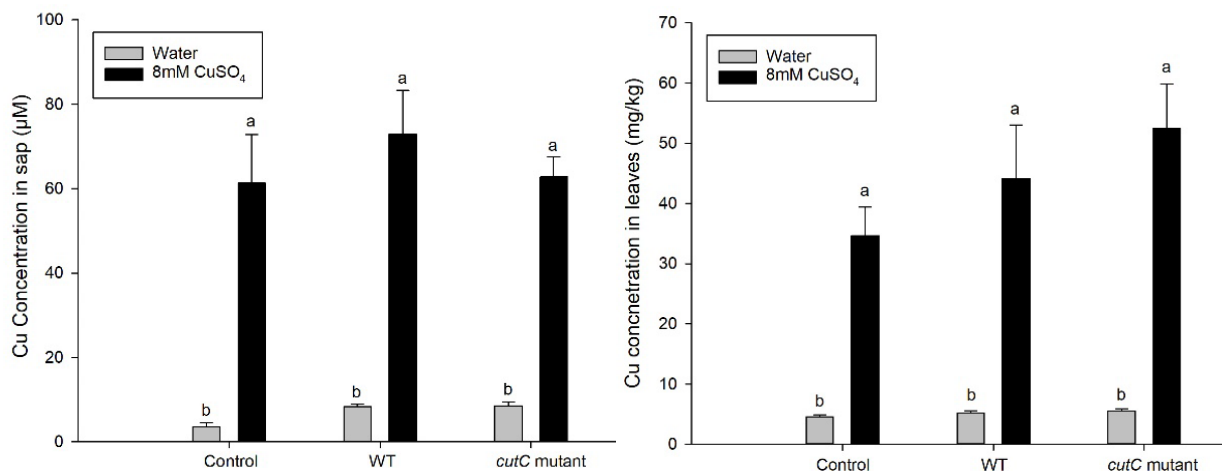 Cu Concentration in sap (µM)
100
80
60
40
20
0
Water
8mM CuSO₄
b
a
b
a
b
a
Control
WT
cutC mutant
Cu concnetration in leaves (mg/kg)
70
60
50
40
30
20
10
0
Water
8mM CuSO₄
b
a
b
a
b
a
Control
WT
cutC mutant